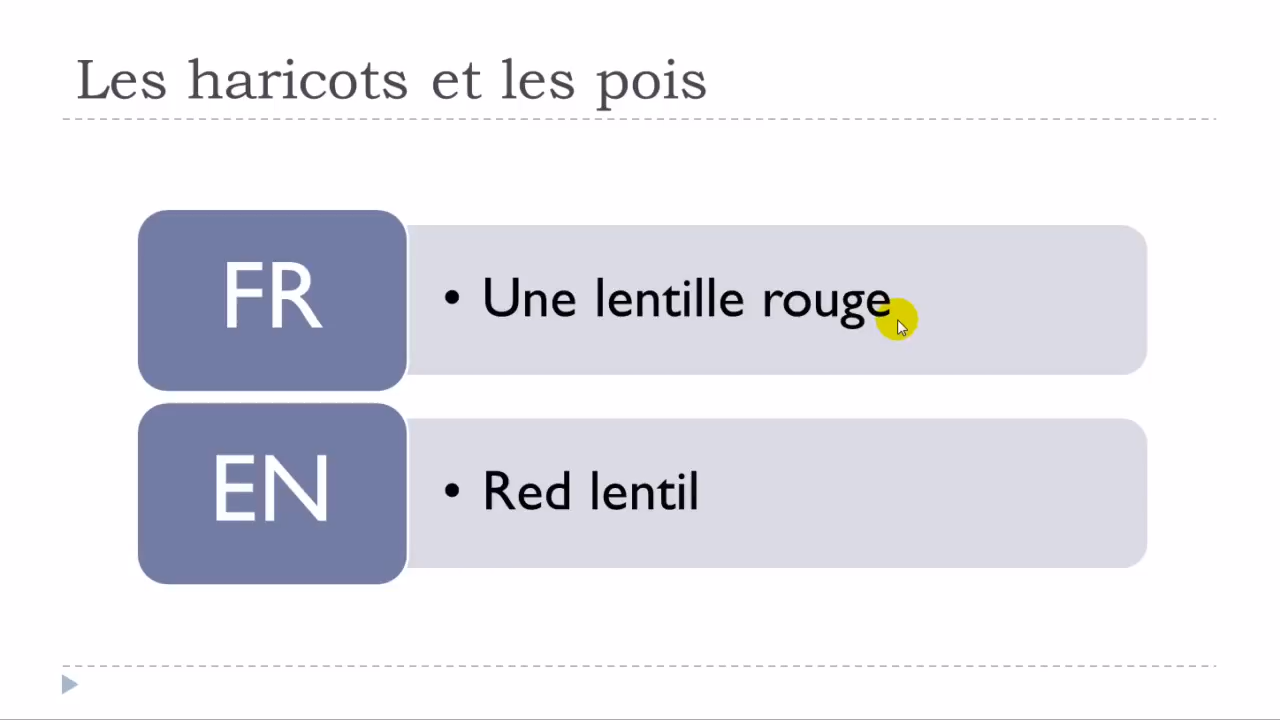 Les haricots et les pois
FR
• Une lentille rouge
EN
• Red lentil